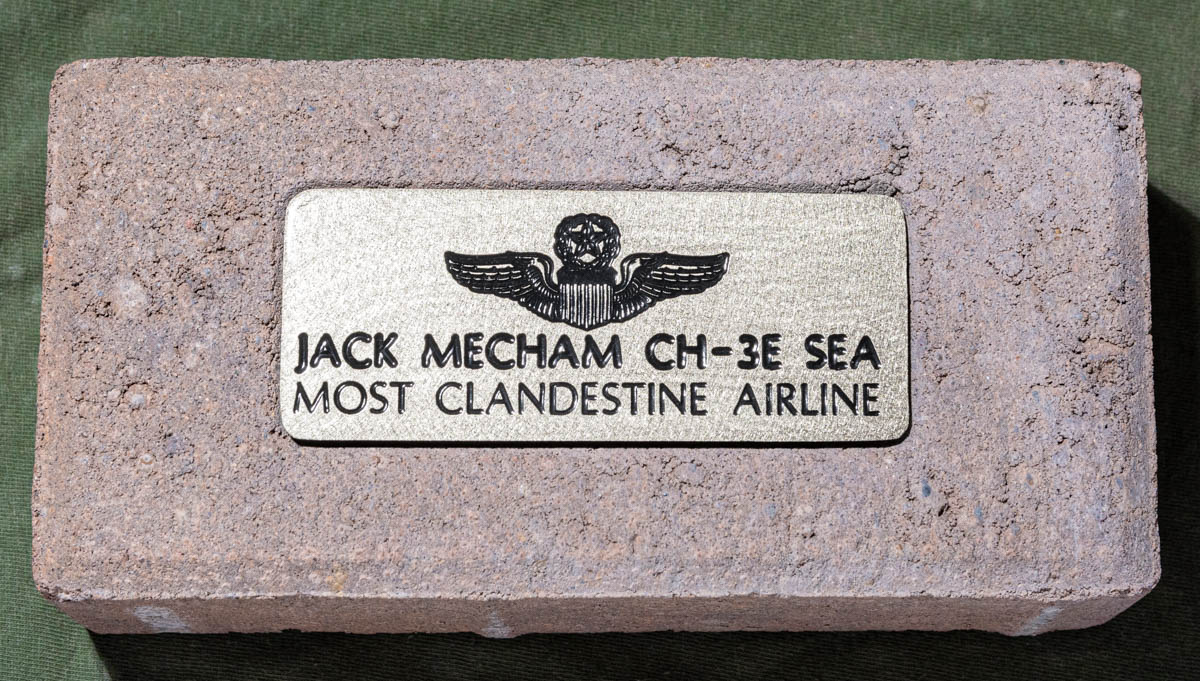 JACK MECHAM CH-3E SEA
MOST CLANDESTINE AIRLINE